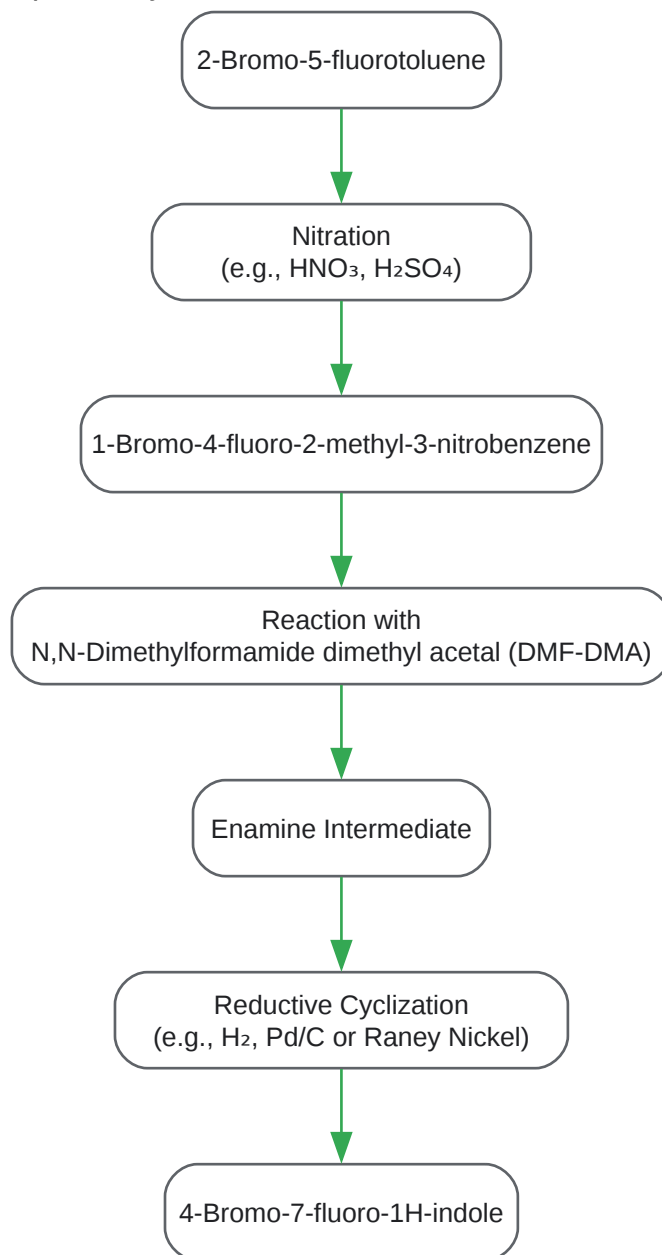 2-Bromo-5-fluorotoluene
Nitration
(e.g., HNO₃, H₂SO₄)
1-Bromo-4-fluoro-2-methyl-3-nitrobenzene
Reaction with
N,N-Dimethylformamide dimethyl acetal (DMF-DMA)
Enamine Intermediate
Reductive Cyclization
(e.g., H₂, Pd/C or Raney Nickel)
4-Bromo-7-fluoro-1H-indole